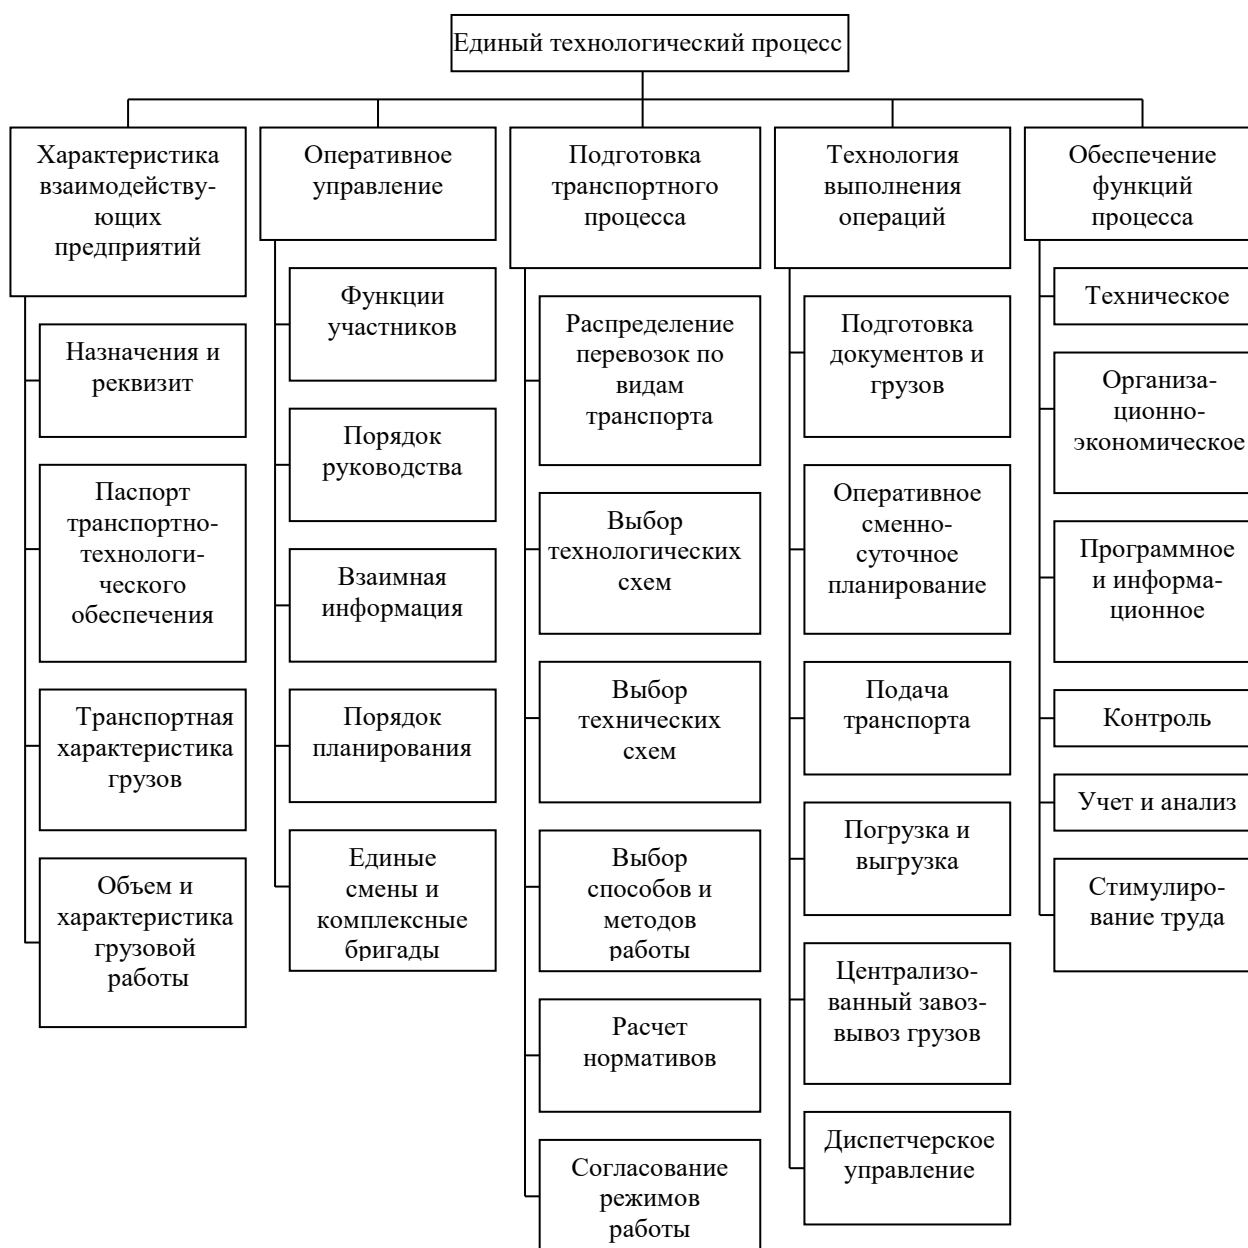 Единый технологический процесс
Характеристика
взаимодейству-
ющих
предприятий
Назначения и
реквизит
Паспорт
транспортно-
технологи-
ческого
обеспечения
Транспортная
характеристика
грузов
Объем и
характеристика
грузовой
работы
Оперативное
управление
Функции
участников
Порядок
руководства
Взаимная
информация
Порядок
планирования
Единые
смены и
комплексные
бригады
Подготовка
транспортного
процесса
Распределение
перевозок по
видам
транспорта
Выбор
технологических
схем
Выбор
технических
схем
Выбор
способов и
методов
работы
Расчет
нормативов
Согласование
режимов
работы
Технология
выполнения
операций
Подготовка
документов и
грузов
Оперативное
сменно-
суточное
планирование
Подача
транспорта
Погрузка и
выгрузка
Централизо-
ванный завоз-
вывоз грузов
Диспетчерское
управление
Обеспечение
функций
процесса
Техническое
Организа-
ционно-
экономическое
Программное
и информа-
ционное
Контроль
Учет и анализ
Стимулиро-
вание труда